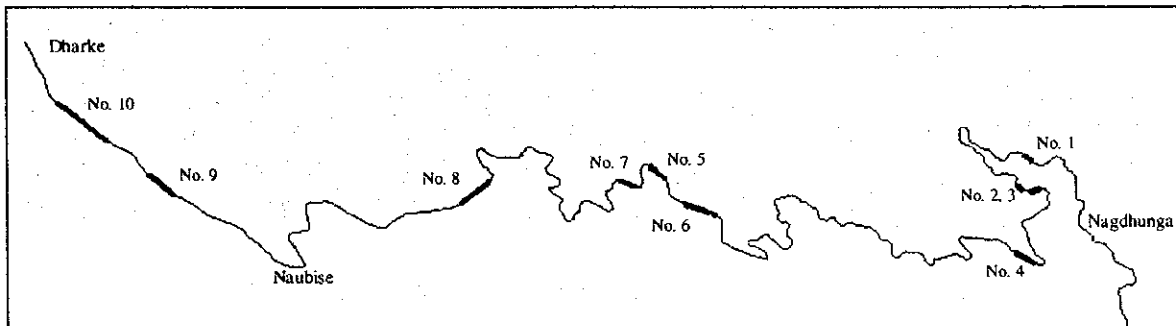 Dharke
No. 10
No. 9
Naubise
No. 8
No. 7
No. 5
No. 6
No. 1
No. 2, 3
Nagdhunga
No. 4